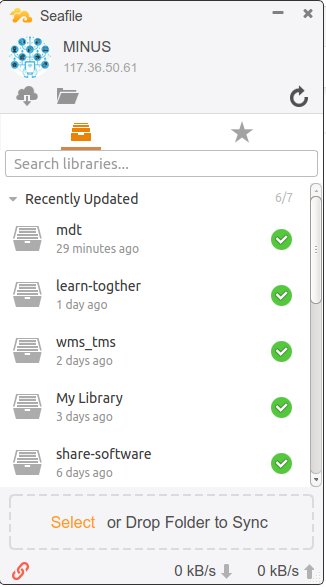 Seafile
MINUS
117.36.50.61
Search libraries...
Recently Updated 6/7
mdt
29 minutes ago
learn-togther
1 day ago
wms_tms
2 days ago
My Library
3 days ago
share-software
6 days ago
Select or Drop Folder to Sync
0 kB/s 0 kB/s